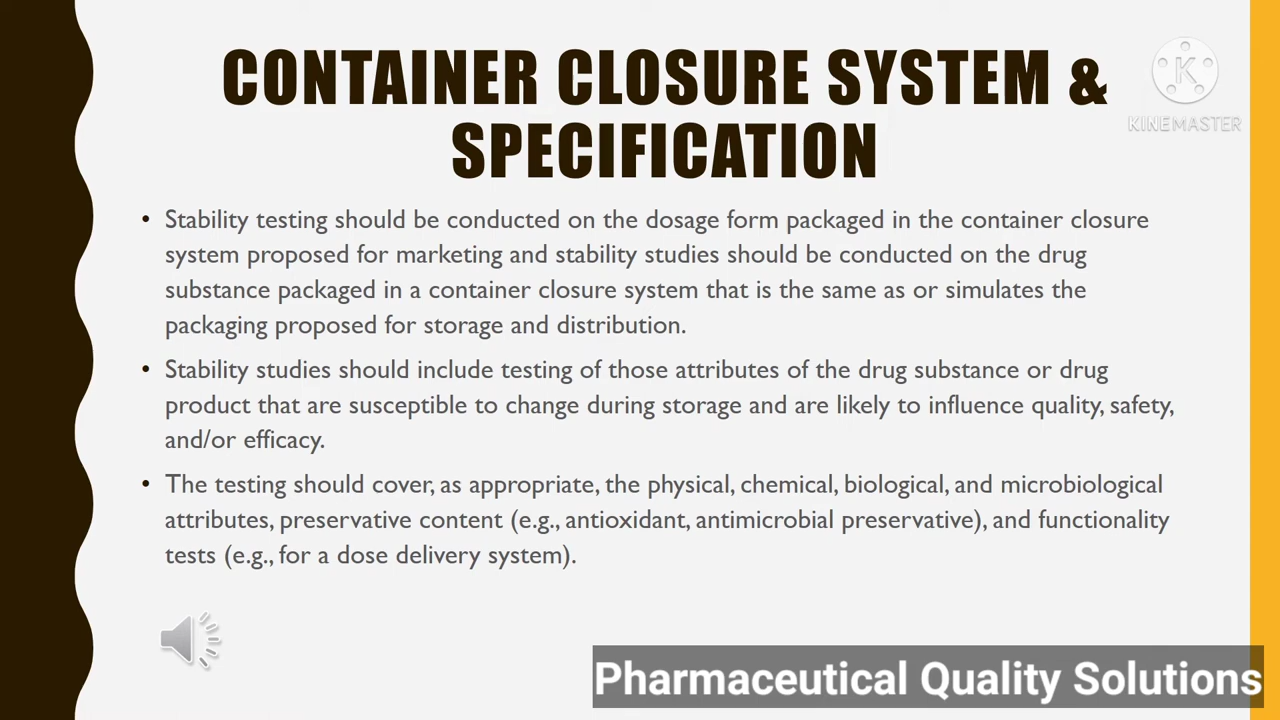 CONTAINER CLOSURE SYSTEM &
SPECIFICATION
K
KINEMASTER
• Stability testing should be conducted on the dosage form packaged in the container closure
system proposed for marketing and stability studies should be conducted on the drug
substance packaged in a container closure system that is the same as or simulates the
packaging proposed for storage and distribution.
• Stability studies should include testing of those attributes of the drug substance or drug
product that are susceptible to change during storage and are likely to influence quality, safety,
and/or efficacy.
• The testing should cover, as appropriate, the physical, chemical, biological, and microbiological
attributes, preservative content (e.g., antioxidant, antimicrobial preservative), and functionality
tests (e.g., for a dose delivery system).
Pharmaceutical Quality Solutions